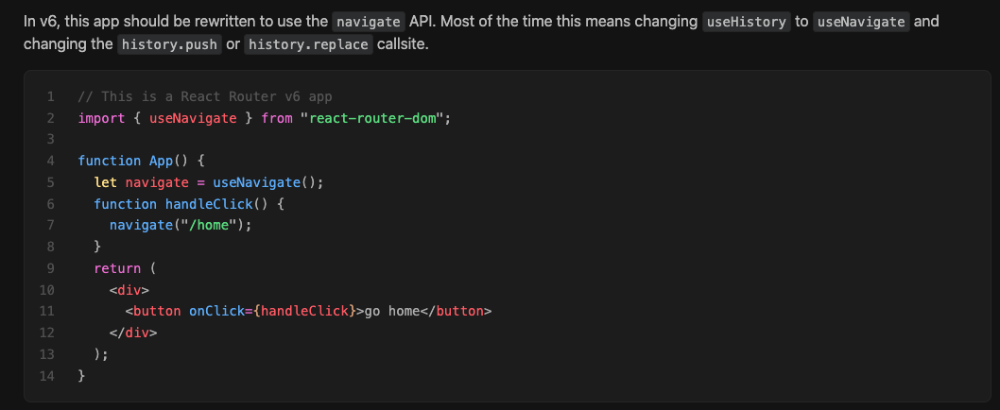 In v6, this app should be rewritten to use the navigate API. Most of the time this means changing useHistory to useNavigate and
changing the history.push or history.replace callsite.
1 // This is a React Router v6 app
2 import { useNavigate } from "react-router-dom";
3
4 function App() {
5   let navigate = useNavigate();
6   function handleClick() {
7     navigate("/home");
8   }
9   return (
10     <div>
11       <button onClick={handleClick}>go home</button>
12     </div>
13   );
14 }